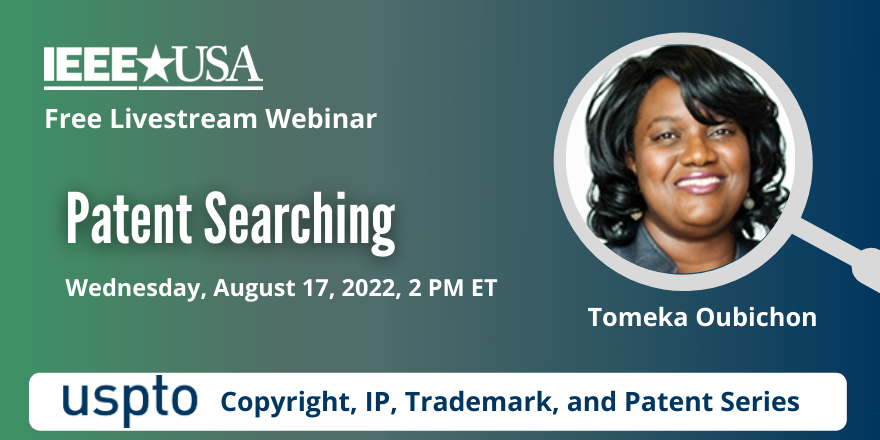 IEEE★USA
Free Livestream Webinar
Patent Searching
Wednesday, August 17, 2022, 2 PM ET
Tomeka Oubichon
uspto Copyright, IP, Trademark, and Patent Series